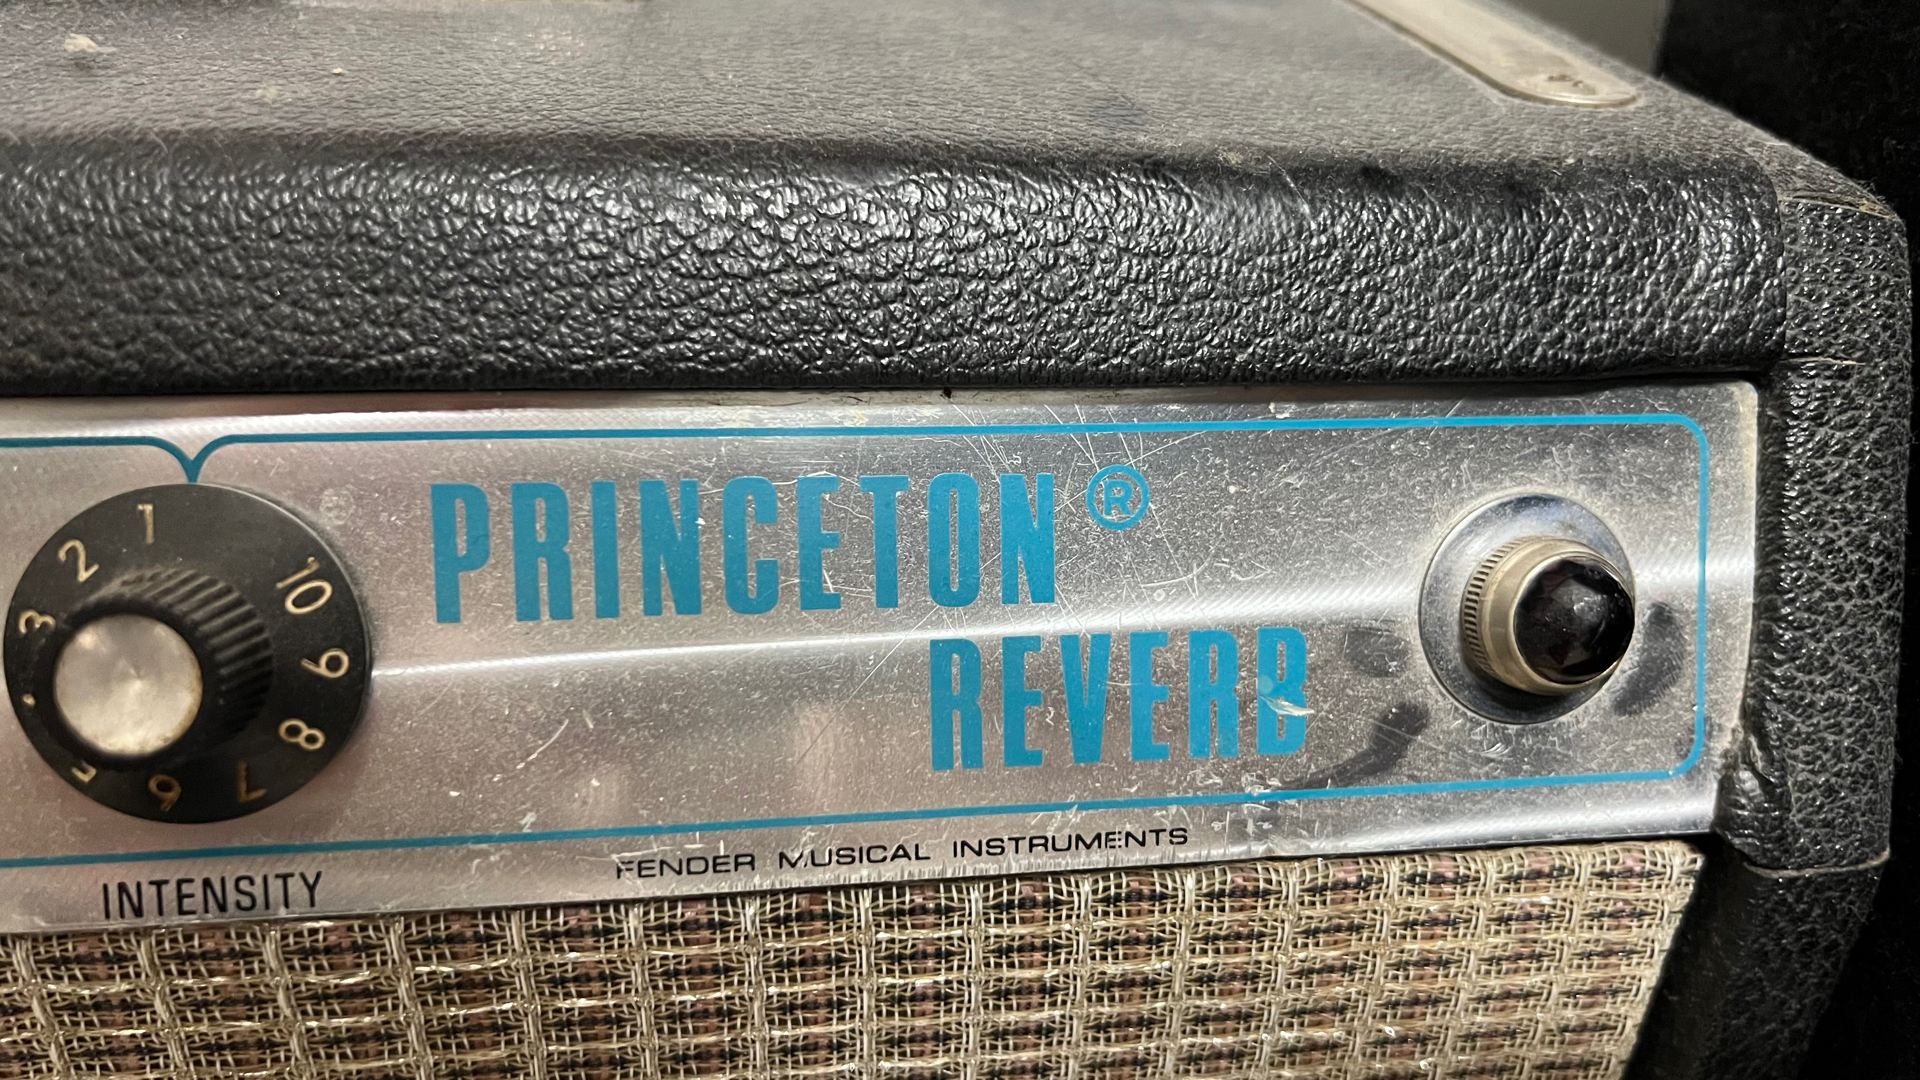 PRINCETON®
REVERB
1
2
3
10
9
8
7
6
FENDER MUSICAL INSTRUMENTS
INTENSITY